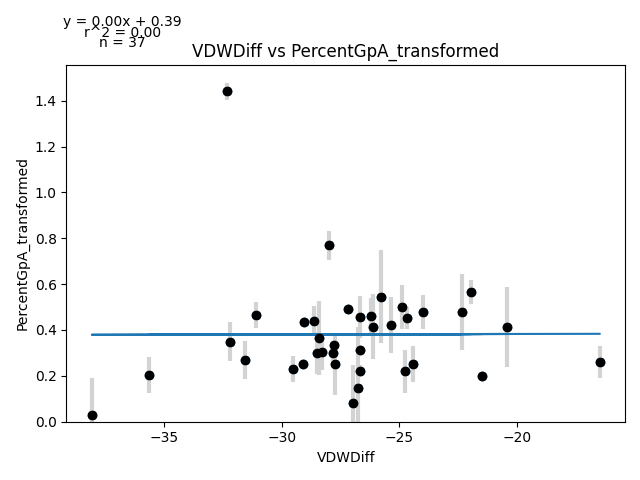 y = 0.00x + 0.39
r^2 = 0.00
n = 37
VDWDiff vs PercentGpA_transformed
PercentGpA_transformed
1.4
1.2
1.0
0.8
0.6
0.4
0.2
0.0
−35
−30
−25
−20
VDWDiff